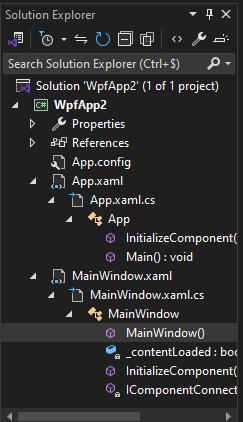 Solution Explorer
Search Solution Explorer (Ctrl+$)
Solution 'WpfApp2' (1 of 1 project)
C# WpfApp2
Properties
References
App.config
App.xaml
App.xaml.cs
App
InitializeComponent(
Main() : void
MainWindow.xaml
MainWindow.xaml.cs
MainWindow
MainWindow()
_contentLoaded : boo
InitializeComponent(
IComponentConnect